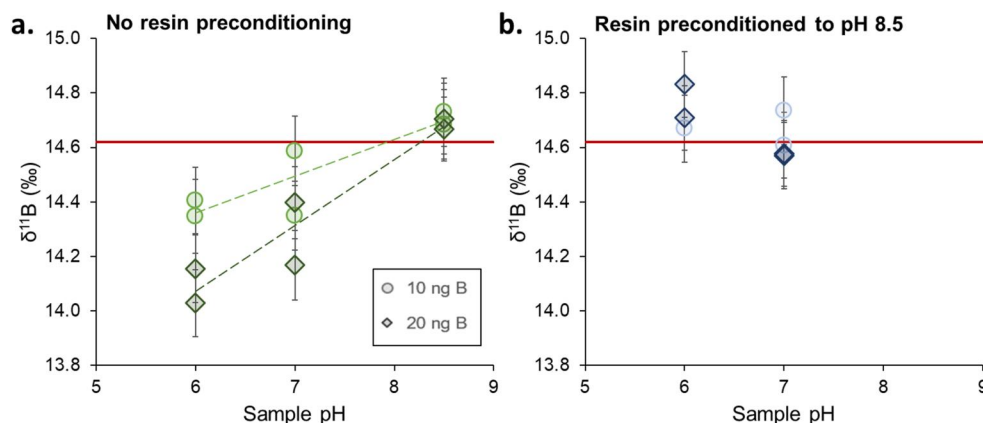 a. No resin preconditioning
15.0
14.8
14.6
14.4
14.2
14.0
13.8
δ¹¹B (‰)
5 6 7 8 9
Sample pH
10 ng B
20 ng B
b. Resin preconditioned to pH 8.5
15.0
14.8
14.6
14.4
14.2
14.0
13.8
δ¹¹B (‰)
5 6 7 8 9
Sample pH